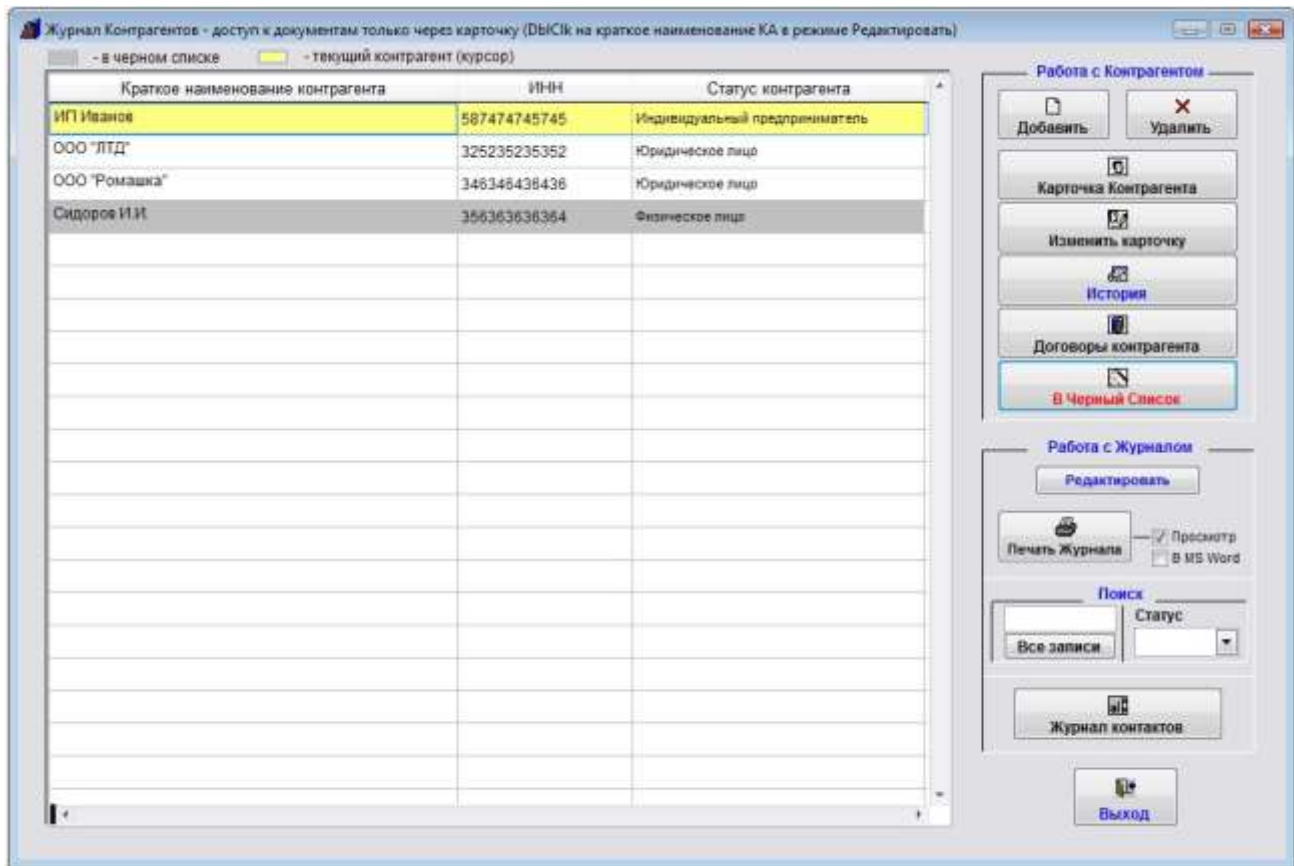 Журнал Контрагентов - доступ к документам только через карточку (DblClk на краткое наименование КА в режиме Редактировать)
- в черном списке - текущий контрагент (курсор)
Краткое наименование контрагента ИНН Статус контрагента
ИП Иванов 587474745745 Индивидуальный предприниматель
ООО "ЛТД" 325235235352 Юридическое лицо
ООО "Ромашка" 346346436436 Юридическое лицо
Сидоров И.И. 356363636364 Физическое лицо
Работа с Контрагентом
Добавить Удалить
Карточка Контрагента
Изменить карточку
История
Договоры контрагента
В Черный Список
Работа с Журналом
Редактировать
Печать Журнала
Просмотр
В MS Word
Поиск
Статус
Все записи
Журнал контактов
Выход